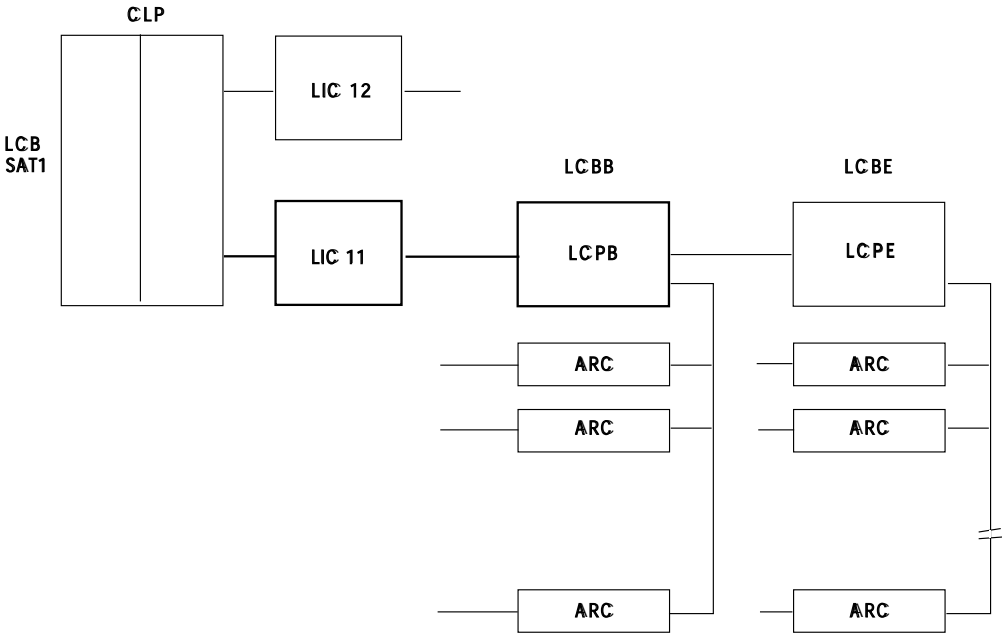 CLP
LIC 12
LCB
SAT1
LCBB
LCBE
LIC 11
LCPB
LCPE
ARC
ARC
ARC
ARC
ARC
ARC